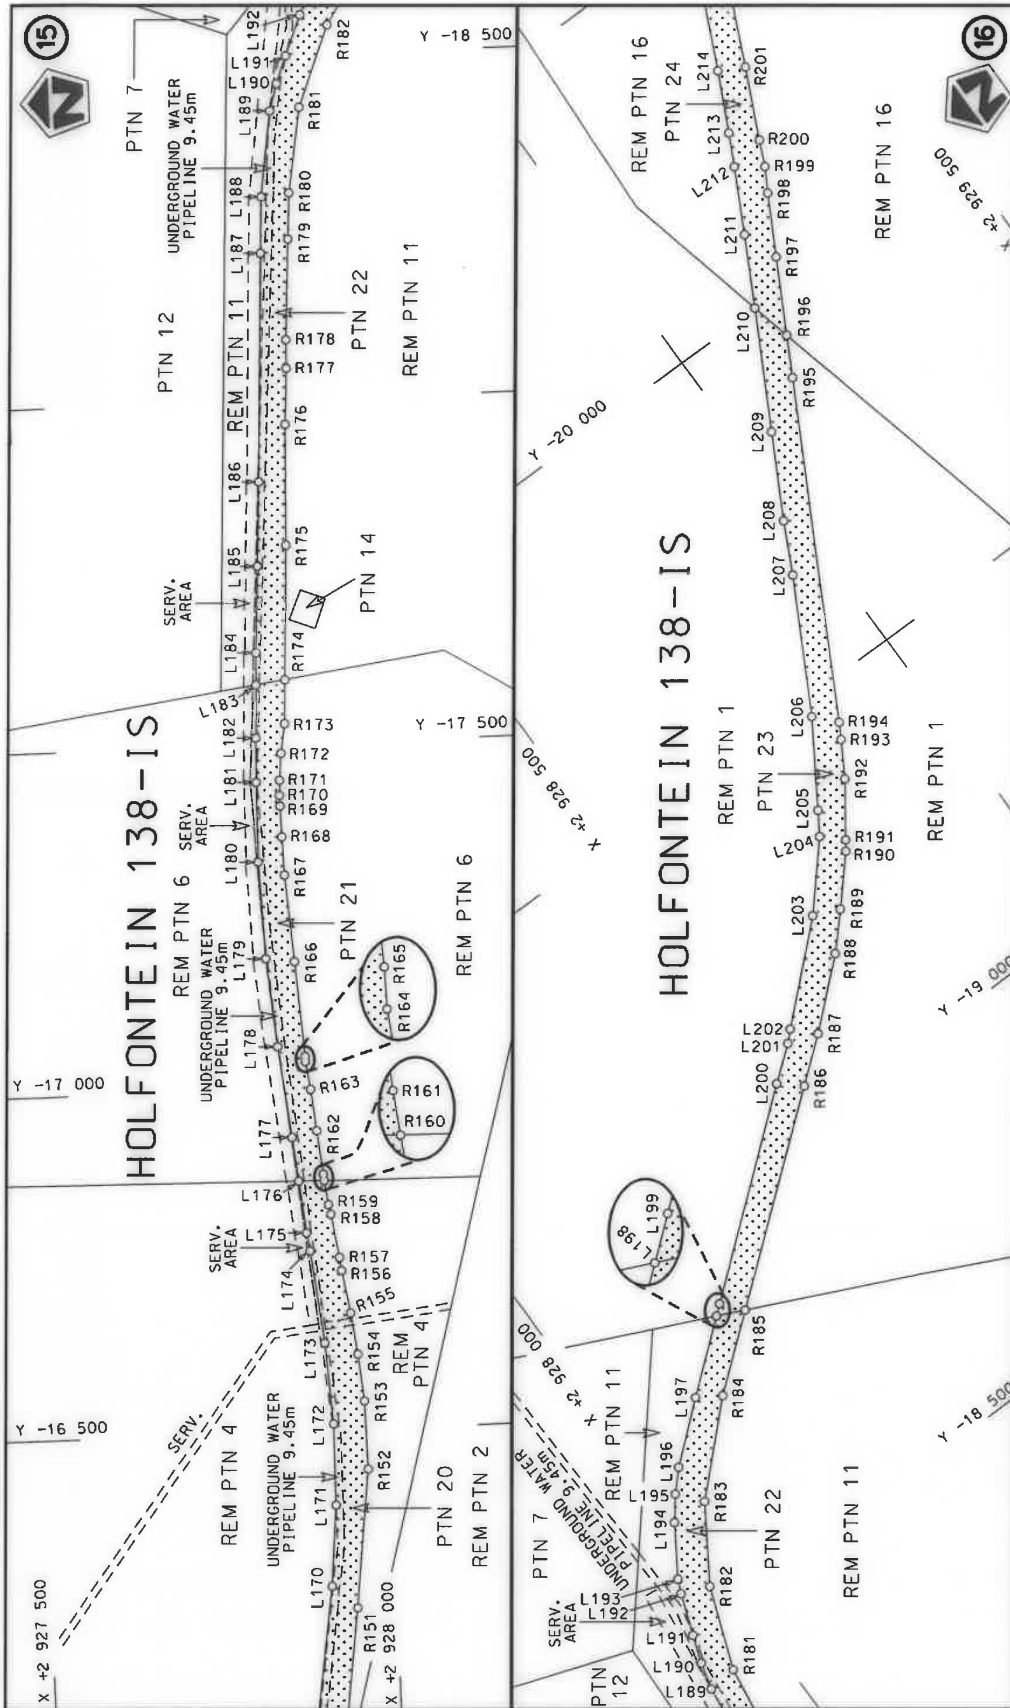 15
N
PTN 7
L192
L191
L190
L189
L188
L187
L186
L185
L184
L183
L182
L181
L180
L179
L178
L177
L176
L175
L174
L173
L172
L171
L170
R182
R181
R180
R179
R178
R177
R176
R175
R174
R173
R172
R171
R170
R169
R168
R167
R166
R165
R164
R163
R162
R161
R160
R159
R158
R157
R156
R155
R154
R153
R152
R151
Y -18 500
UNDERGROUND WATER
PIPELINE 9.45m
PTN 12
REM PTN 11
PTN 22
REM PTN 11
SERV.
AREA
PTN 14
Y -17 500
HOLFONTEIN 138-IS
SERV.
AREA
REM PTN 6
UNDERGROUND WATER
PIPELINE 9.45m
PTN 21
REM PTN 6
Y -17 000
SERV.
AREA
SERV.
REM
PTN 4
Y -16 500
REM PTN 4
UNDERGROUND WATER
PIPELINE 9.45m
PTN 20
REM PTN 2
X +2 927 500
X +2 928 000
16
N
REM PTN 16
PTN 24
L214
L213
L212
L211
L210
L209
L208
L207
L206
L205
L204
L203
L202
L201
L200
L199
L198
L197
L196
L195
L194
L193
L192
L191
L190
L189
R201
R200
R199
R198
R197
R196
R195
R194
R193
R192
R191
R190
R189
R188
R187
R186
R185
R184
R183
R182
R181
REM PTN 16
X +2 929 500
Y -20 000
HOLFONTEIN 138-IS
REM PTN 1
PTN 23
REM PTN 1
X +2 928 500
Y -19 000
X +2 928 000
REM PTN 11
Y -18 500
UNDERGROUND WATER
PIPELINE 9.45m
PTN 7
PTN 22
REM PTN 11
SERV.
AREA
PTN
12